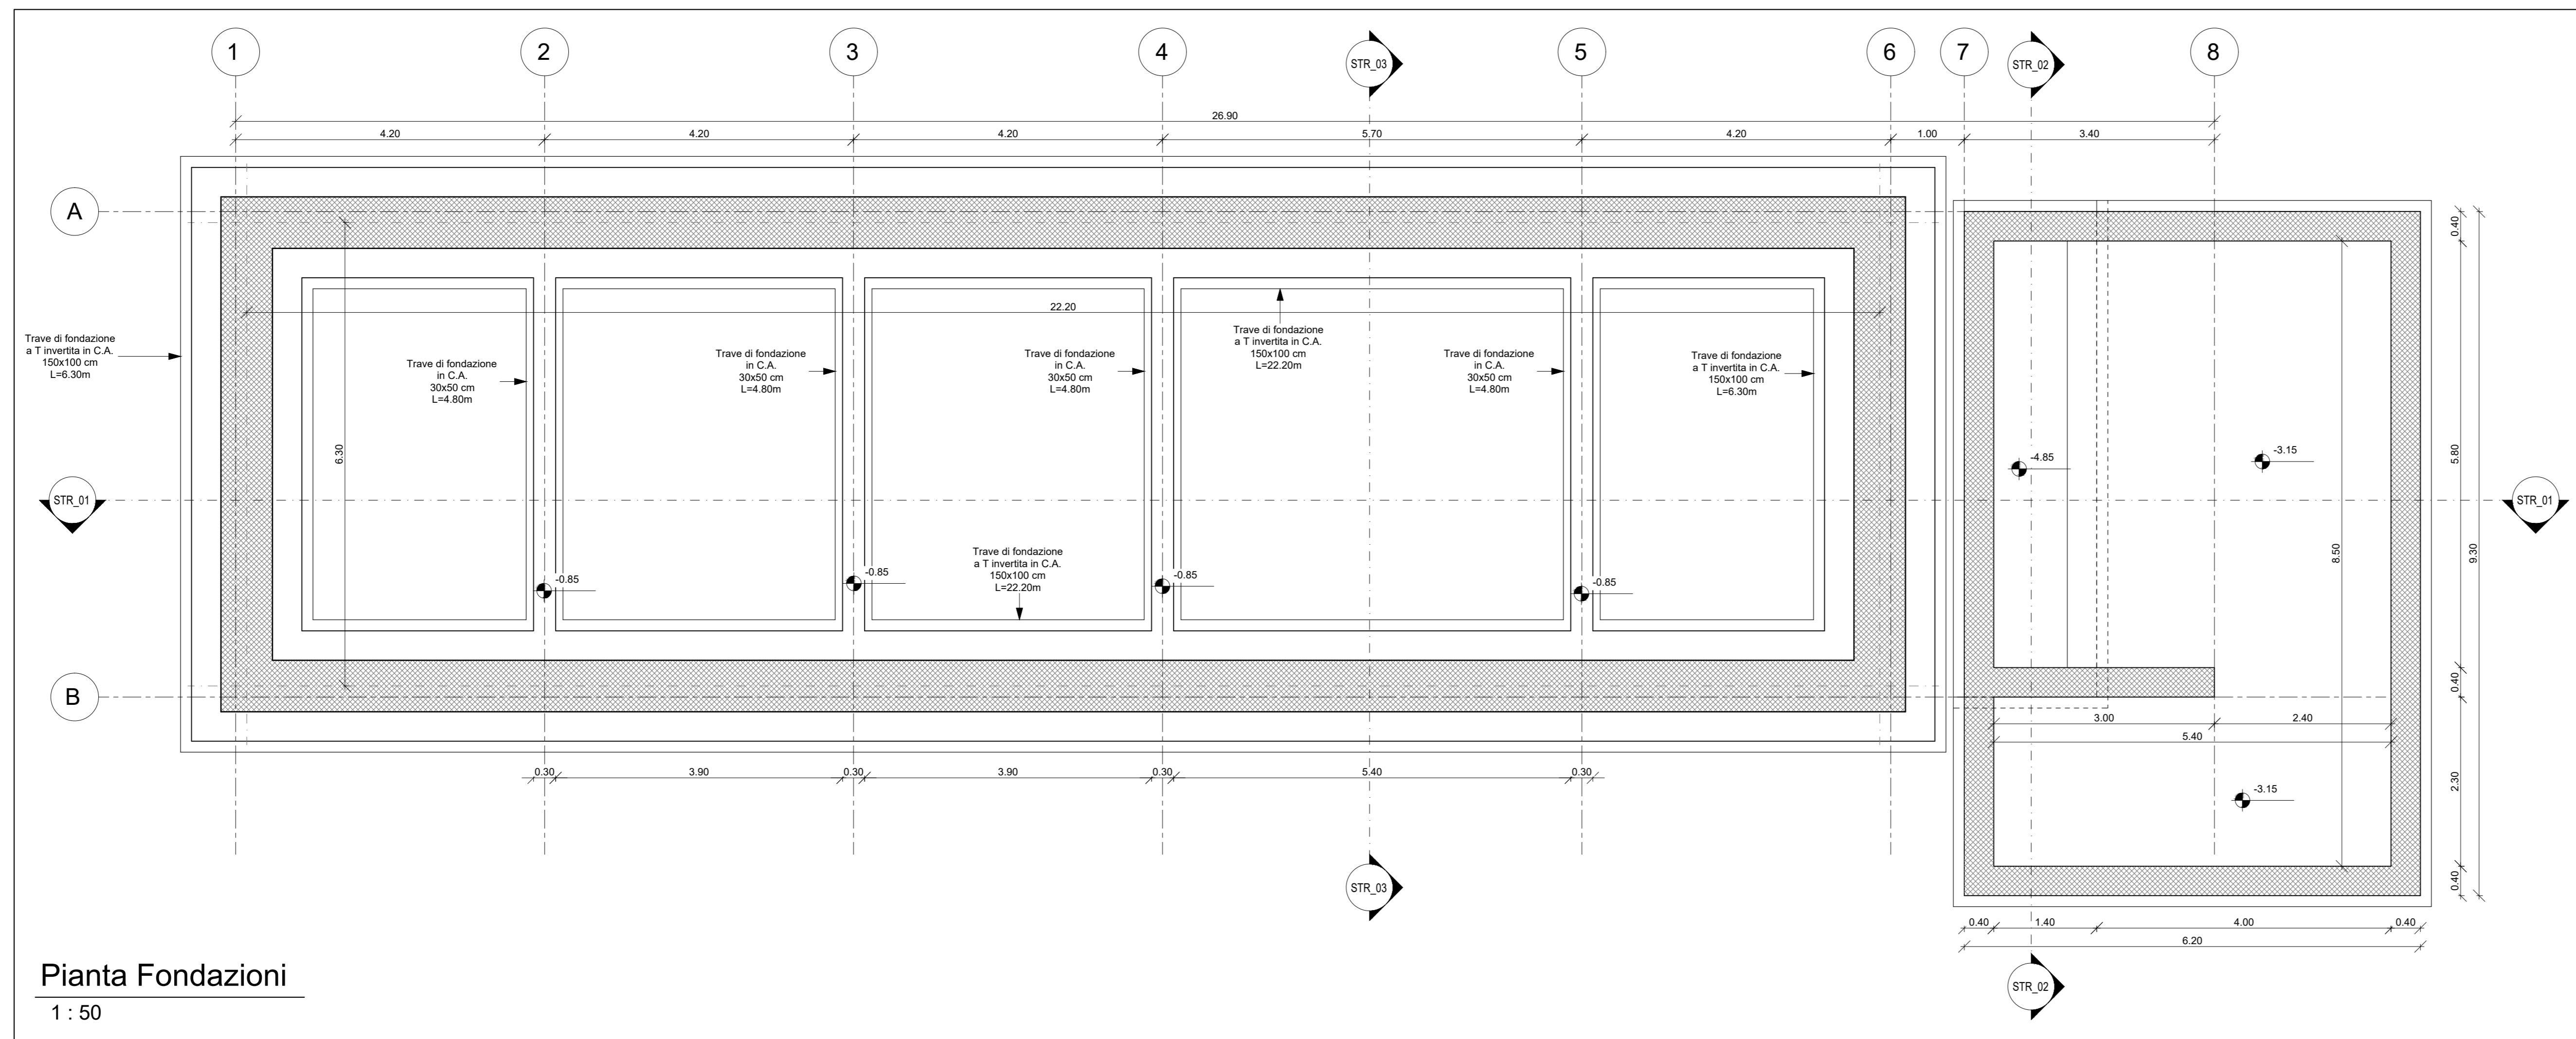 1
2
3
4
STR_03
5
6
7
STR_02
8
26.90
4.20
4.20
4.20
5.70
4.20
1.00
3.40
A
0.40
22.20
Trave di fondazione
a T invertita in C.A.
150x100 cm
L=6.30m
Trave di fondazione
in C.A.
30x50 cm
L=4.80m
Trave di fondazione
in C.A.
30x50 cm
L=4.80m
Trave di fondazione
in C.A.
30x50 cm
L=4.80m
Trave di fondazione
a T invertita in C.A.
150x100 cm
L=22.20m
Trave di fondazione
in C.A.
30x50 cm
L=4.80m
Trave di fondazione
a T invertita in C.A.
150x100 cm
L=6.30m
6.30
-4.85
-3.15
5.80
STR_01
STR_01
8.50
9.30
Trave di fondazione
a T invertita in C.A.
150x100 cm
L=22.20m
-0.85
-0.85
-0.85
-0.85
B
0.40
3.00
2.40
5.40
0.30
3.90
0.30
3.90
0.30
5.40
0.30
2.30
-3.15
STR_03
0.40
0.40
1.40
4.00
0.40
6.20
STR_02
Pianta Fondazioni
1 : 50